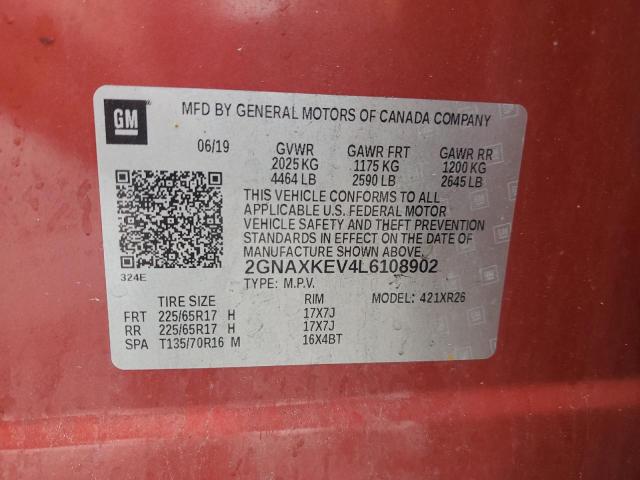 GM
MFD BY GENERAL MOTORS OF CANADA COMPANY
06/19 GVWR GAWR FRT GAWR RR
2025 KG 1175 KG 1200 KG
4464 LB 2590 LB 2645 LB
THIS VEHICLE CONFORMS TO ALL
APPLICABLE U.S. FEDERAL MOTOR
VEHICLE SAFETY AND THEFT PREVENTION
STANDARDS IN EFFECT ON THE DATE OF
MANUFACTURE SHOWN ABOVE.
324E
2GNAXKEV4L6108902
TYPE: M.P.V. MODEL: 421XR26
TIRE SIZE RIM
FRT 225/65R17 H 17X7J
RR 225/65R17 H 17X7J
SPA T135/70R16 M 16X4BT